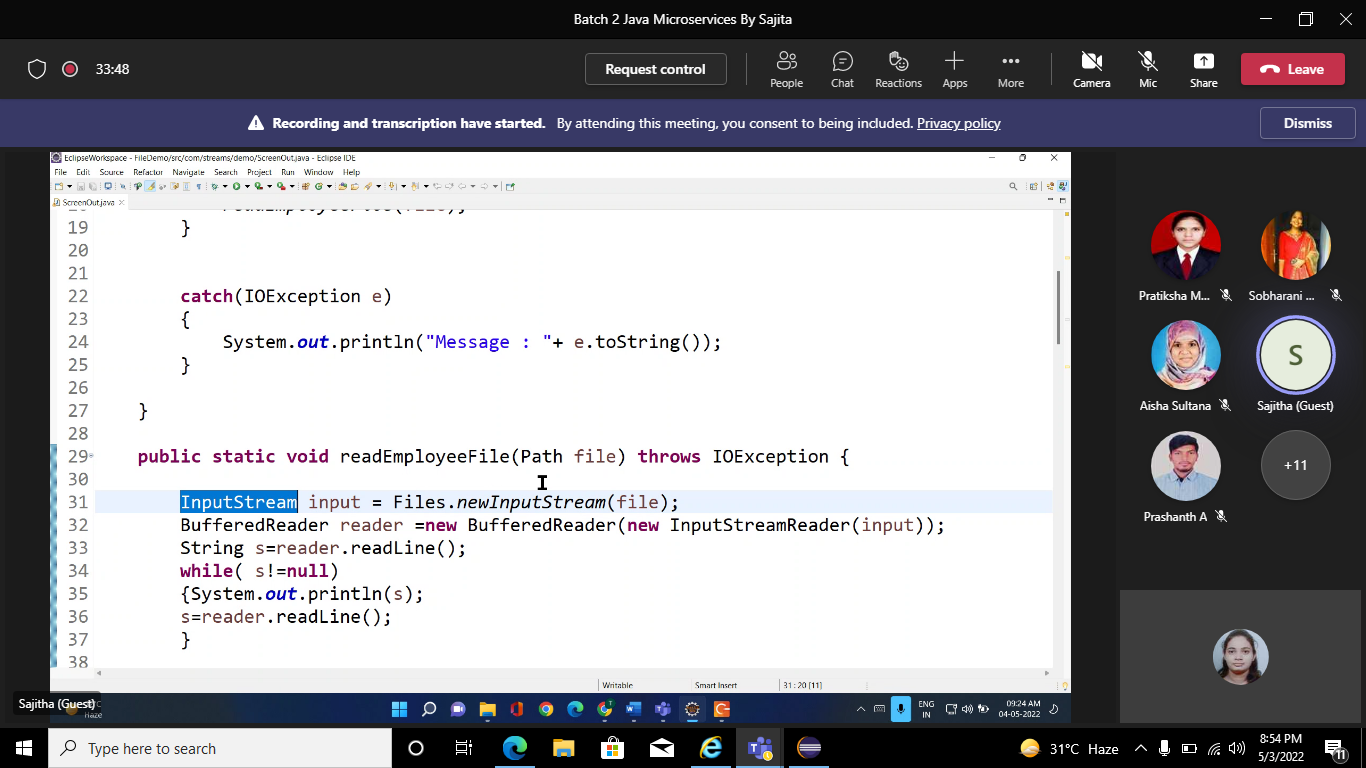 Batch 2 Java Microservices By Sajita
33:48
Request control
People
Chat
Reactions
Apps
More
Camera
Mic
Share
Leave
Recording and transcription have started. By attending this meeting, you consent to being included. Privacy policy
Dismiss
EclipseWorkspace - FileDemo/src/com/streams/demo/ScreenOut.java - Eclipse IDE
File Edit Source Refactor Navigate Search Project Run Window Help
ScreenOut.java
19 }
20
21
22 catch(IOException e)
23 {
24 System.out.println("Message : "+ e.toString());
25 }
26
27 }
28
29 public static void readEmployeeFile(Path file) throws IOException {
30
31 InputStream input = Files.newInputStream(file);
32 BufferedReader reader =new BufferedReader(new InputStreamReader(input));
33 String s=reader.readLine();
34 while( s!=null)
35 {System.out.println(s);
36 s=reader.readLine();
37 }
38
Writable
Smart Insert
31 : 20 [11]
Sajitha (Guest)
Haze
ENG
IN
09:24 AM
04-05-2022
Pratiksha M...
Sobharani ...
Aisha Sultana
S
Sajitha (Guest)
Prashanth A
+11
Type here to search
31°C Haze
8:54 PM
5/3/2022
11